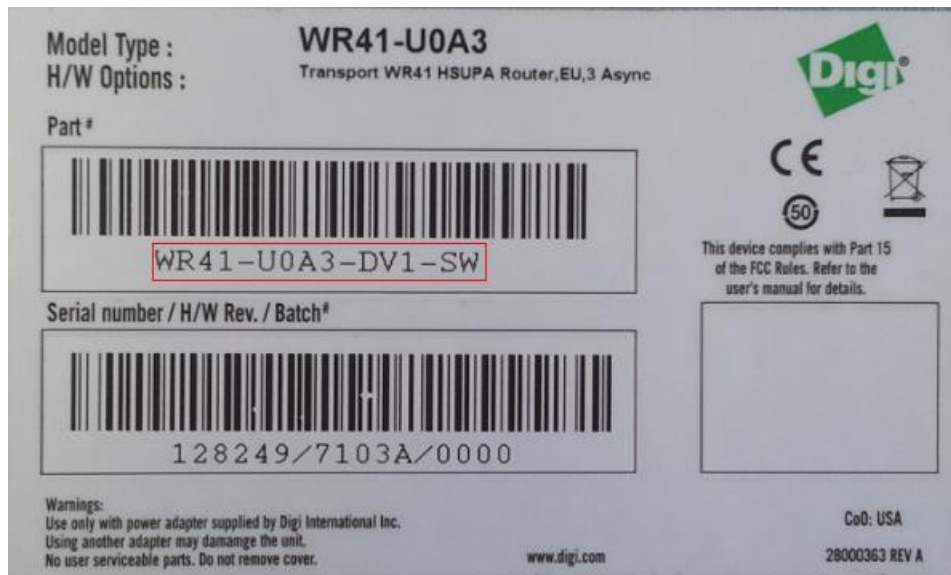 Model Type :
WR41-U0A3
H/W Options :
Transport WR41 HSUPA Router,EU,3 Async
Digi®
Part #
WR41-U0A3-DV1-SW
CE
50
This device complies with Part 15
of the FCC Rules. Refer to the
user's manual for details.
Serial number / H/W Rev. / Batch#
128249/7103A/0000
Warnings:
Use only with power adapter supplied by Digi International Inc.
Using another adapter may damamge the unit.
No user serviceable parts. Do not remove cover.
www.digi.com
CoO: USA
28000363 REV A